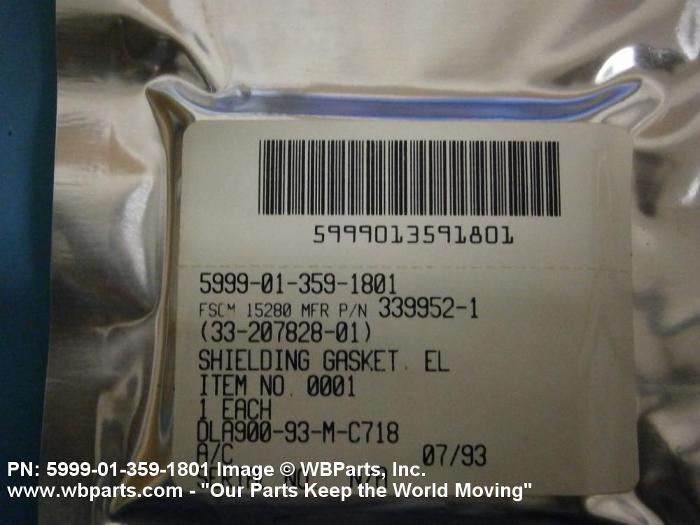 5999013591801
5999-01-359-1801
FSCM 15280 MFR P/N 339952-1
(33-207828-01)
SHIELDING GASKET, EL
ITEM NO. 0001
1 EACH
DLA900-93-M-C718
A/C 07/93
N/A
PN: 5999-01-359-1801 Image © WBParts, Inc.
www.wbparts.com - "Our Parts Keep the World Moving"